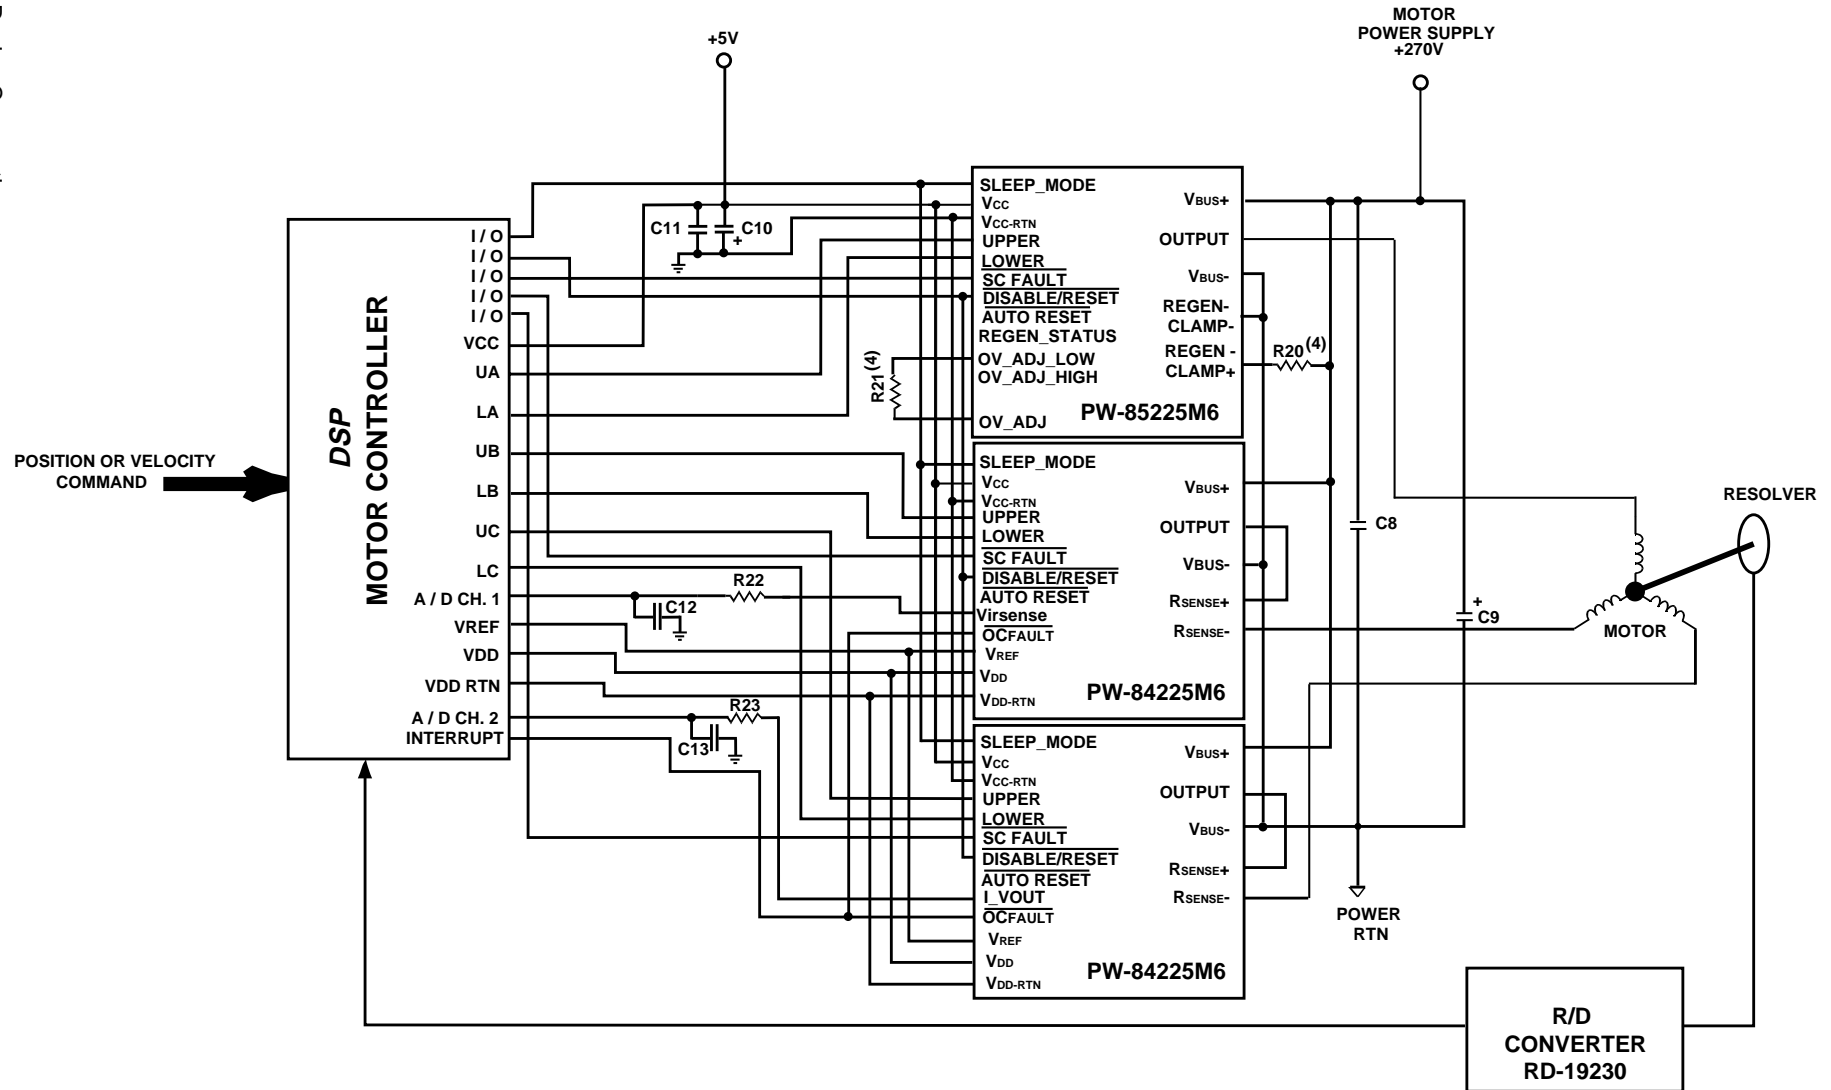 MOTOR
POWER SUPPLY
+270V
+5V
I / O
I / O
I / O
I / O
I / O
VCC
UA
LA
UB
LB
UC
LC
A / D CH. 1
VREF
VDD
VDD RTN
A / D CH. 2
INTERRUPT
DSP
MOTOR CONTROLLER
POSITION OR VELOCITY
COMMAND
C11
C10
+
R21 (4)
R22
C12
R23
C13
SLEEP_MODE
VCC
VCC-RTN
UPPER
LOWER
SC FAULT
DISABLE/RESET
AUTO RESET
REGEN_STATUS
OV_ADJ_LOW
OV_ADJ_HIGH
OV_ADJ
VBUS+
OUTPUT
VBUS-
REGEN-
CLAMP-
REGEN -
CLAMP+
PW-85225M6
R20 (4)
SLEEP_MODE
VCC
VCC-RTN
UPPER
LOWER
SC FAULT
DISABLE/RESET
AUTO RESET
Virsense
OCFAULT
VREF
VDD
VDD-RTN
VBUS+
OUTPUT
VBUS-
RSENSE+
RSENSE-
PW-84225M6
SLEEP_MODE
VCC
VCC-RTN
UPPER
LOWER
SC FAULT
DISABLE/RESET
AUTO RESET
I_VOUT
OCFAULT
VREF
VDD
VDD-RTN
VBUS+
OUTPUT
VBUS-
RSENSE+
RSENSE-
PW-84225M6
C8
+
C9
POWER
RTN
MOTOR
RESOLVER
R/D
CONVERTER
RD-19230